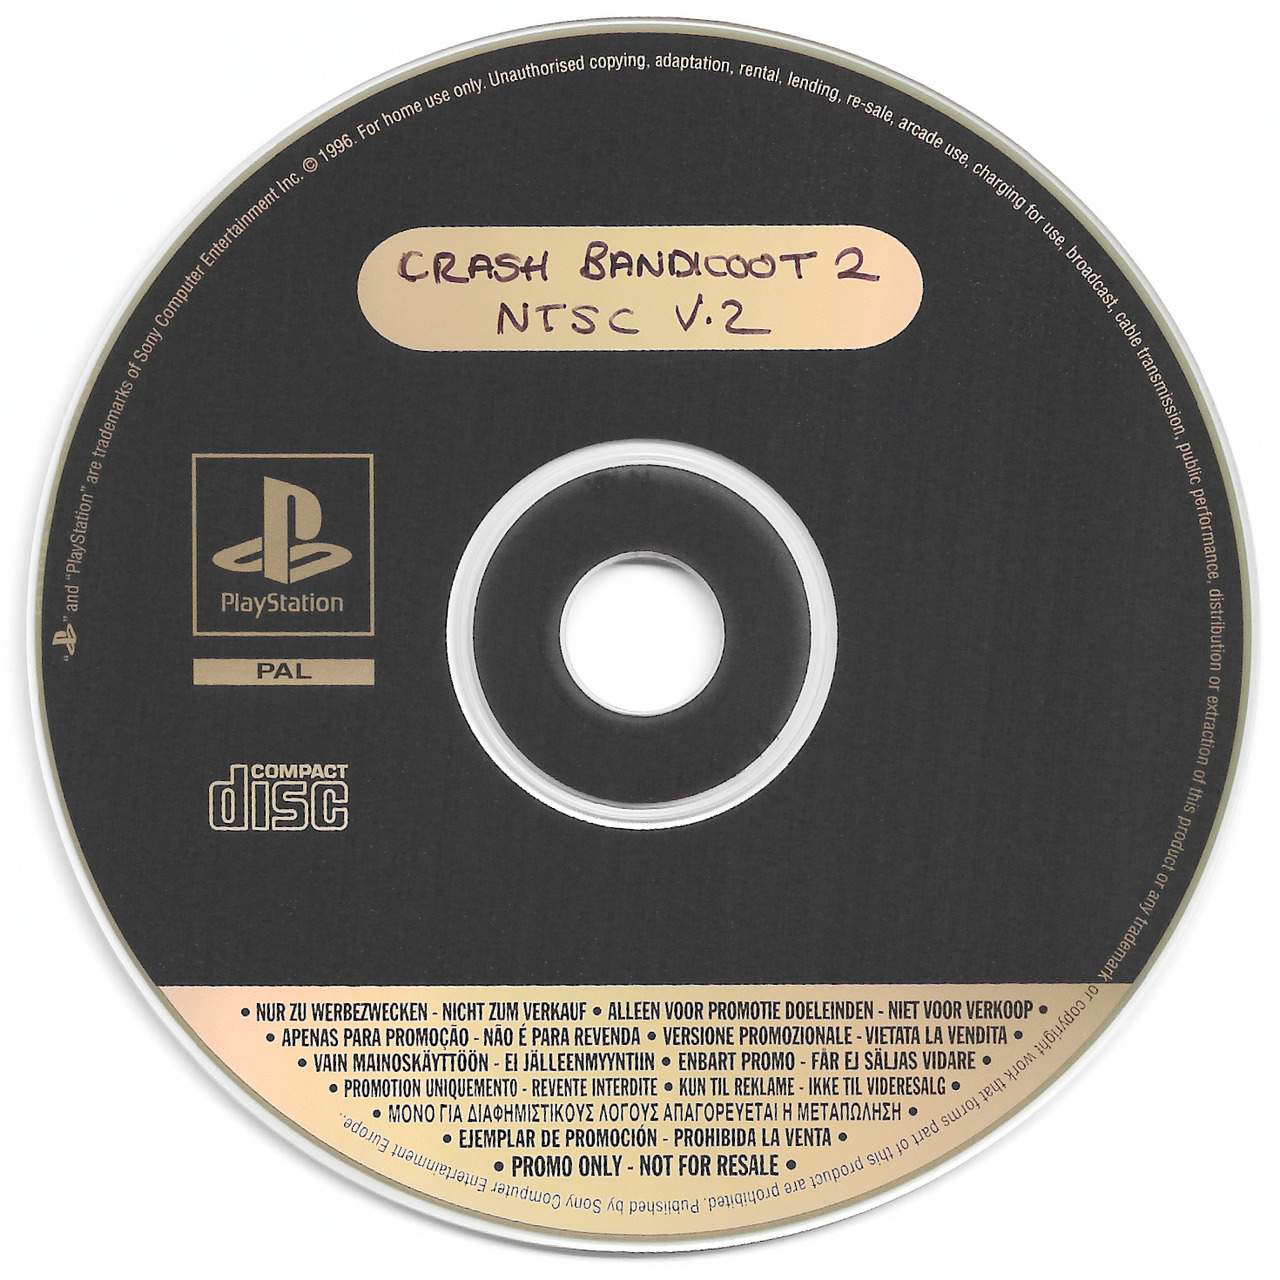 " " and "PlayStation" are trademarks of Sony Computer Entertainment Inc. © 1996. For home use only. Unauthorised copying, adaptation, rental, lending, re-sale, arcade use, charging for use, broadcast, cable transmission, public performance, distribution or extraction of this product or any trademark or copyright work that forms part of this product are prohibited. Published by Sony Computer Entertainment Europe.
CRASH BANDICOOT 2
NTSC V.2
PlayStation
PAL
COMPACT
disc
• NUR ZU WERBEZWECKEN - NICHT ZUM VERKAUF • ALLEEN VOOR PROMOTIE DOELEINDEN - NIET VOOR VERKOOP •
• APENAS PARA PROMOÇÃO - NÃO É PARA REVENDA • VERSIONE PROMOZIONALE - VIETATA LA VENDITA •
• VAIN MAINOSKÄYTTÖÖN - EI JÄLLEENMYYNTIIN • ENBART PROMO - FÅR EJ SÄLJAS VIDARE •
• PROMOTION UNIQUEMENTO - REVENTE INTERDITE • KUN TIL REKLAME - IKKE TIL VIDERESALG •
• ΜΟΝΟ ΓΙΑ ΔΙΑΦΗΜΙΣΤΙΚΟΥΣ ΛΟΓΟΥΣ ΑΠΑΓΟΡΕΥΕΤΑΙ Η ΜΕΤΑΠΩΛΗΣΗ •
• EJEMPLAR DE PROMOCIÓN - PROHIBIDA LA VENTA •
• PROMO ONLY - NOT FOR RESALE •